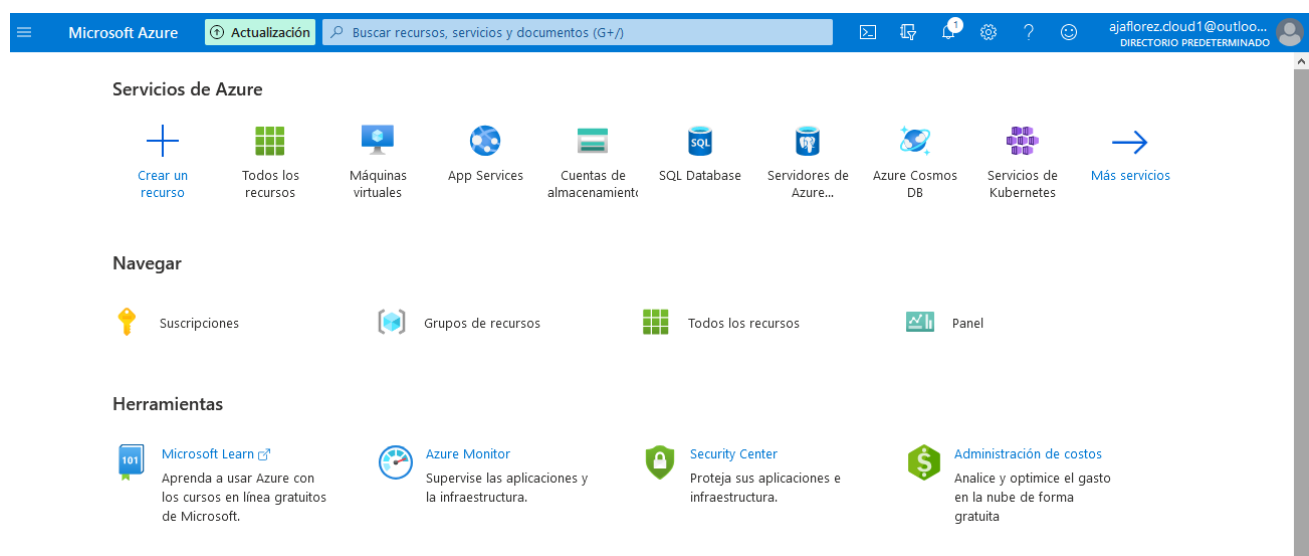 Microsoft Azure
Actualización
Buscar recursos, servicios y documentos (G+/)
1
ajaflorez.cloud1@outloo...
DIRECTORIO PREDETERMINADO
Servicios de Azure
Crear un
recurso
Todos los
recursos
Máquinas
virtuales
App Services
Cuentas de
almacenamiento
SQL
SQL Database
Servidores de
Azure...
Azure Cosmos
DB
Servicios de
Kubernetes
Más servicios
Navegar
Suscripciones
Grupos de recursos
Todos los recursos
Panel
Herramientas
101
Microsoft Learn
Aprenda a usar Azure con
los cursos en línea gratuitos
de Microsoft.
Azure Monitor
Supervise las aplicaciones y
la infraestructura.
Security Center
Proteja sus aplicaciones e
infraestructura.
Administración de costos
Analice y optimice el gasto
en la nube de forma
gratuita